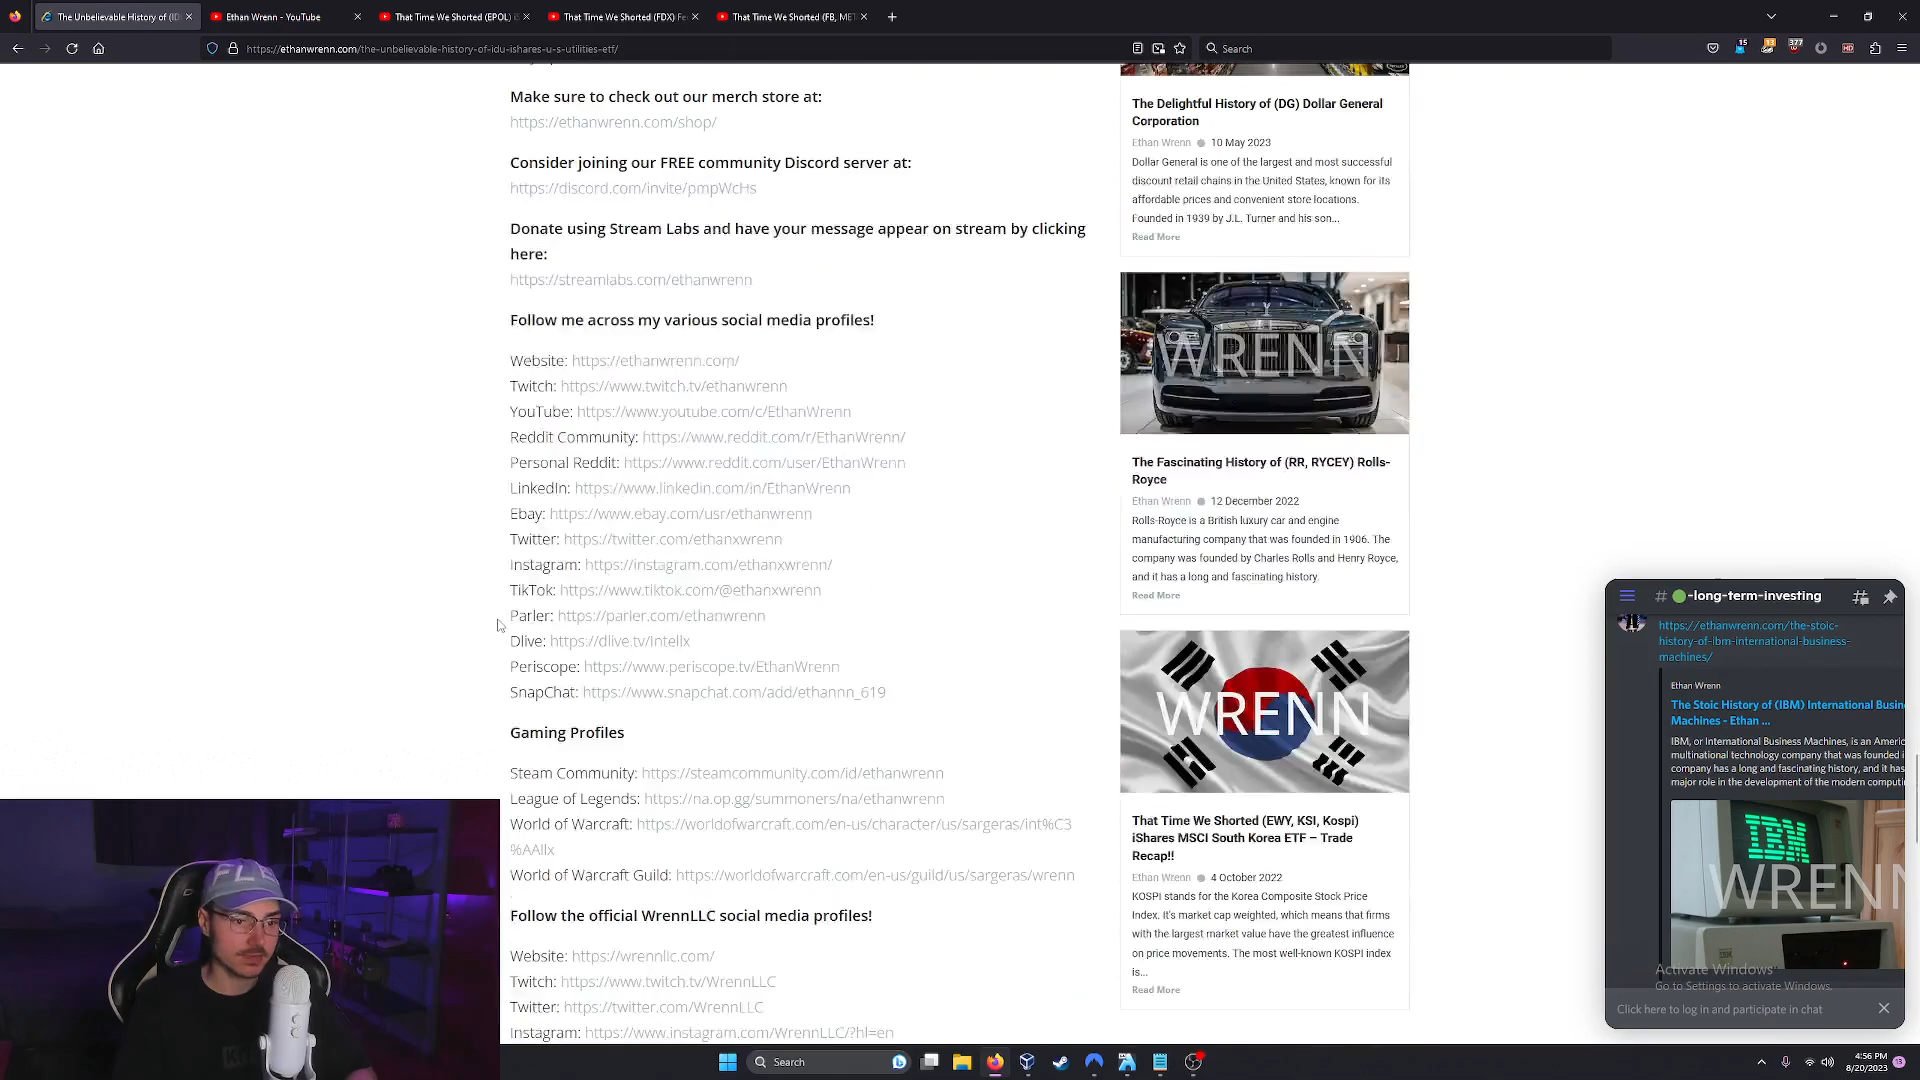 The Unbelievable History of (ID
Ethan Wrenn - YouTube
That Time We Shorted (EPOL) i
That Time We Shorted (FDX) Fe
That Time We Shorted (FB, MET
https://ethanwrenn.com/the-unbelievable-history-of-idu-ishares-u-s-utilities-etf/
Search
15
13
377
HD
Make sure to check out our merch store at:
https://ethanwrenn.com/shop/
Consider joining our FREE community Discord server at:
https://discord.com/invite/pmpWcHs
Donate using Stream Labs and have your message appear on stream by clicking
here:
https://streamlabs.com/ethanwrenn
Follow me across my various social media profiles!
Website: https://ethanwrenn.com/
Twitch: https://www.twitch.tv/ethanwrenn
YouTube: https://www.youtube.com/c/EthanWrenn
Reddit Community: https://www.reddit.com/r/EthanWrenn/
Personal Reddit: https://www.reddit.com/user/EthanWrenn
LinkedIn: https://www.linkedin.com/in/EthanWrenn
Ebay: https://www.ebay.com/usr/ethanwrenn
Twitter: https://twitter.com/ethanxwrenn
Instagram: https://instagram.com/ethanxwrenn/
TikTok: https://www.tiktok.com/@ethanxwrenn
Parler: https://parler.com/ethanwrenn
Dlive: https://dlive.tv/Intellx
Periscope: https://www.periscope.tv/EthanWrenn
SnapChat: https://www.snapchat.com/add/ethannn_619
Gaming Profiles
Steam Community: https://steamcommunity.com/id/ethanwrenn
League of Legends: https://na.op.gg/summoners/na/ethanwrenn
World of Warcraft: https://worldofwarcraft.com/en-us/character/us/sargeras/int%C3
%AAllx
World of Warcraft Guild: https://worldofwarcraft.com/en-us/guild/us/sargeras/wrenn
Follow the official WrennLLC social media profiles!
Website: https://wrennllc.com/
Twitch: https://www.twitch.tv/WrennLLC
Twitter: https://twitter.com/WrennLLC
Instagram: https://www.instagram.com/WrennLLC/?hl=en
The Delightful History of (DG) Dollar General
Corporation
Ethan Wrenn 10 May 2023
Dollar General is one of the largest and most successful
discount retail chains in the United States, known for its
affordable prices and convenient store locations.
Founded in 1939 by J.L. Turner and his son...
Read More
WRENN
The Fascinating History of (RR, RYCEY) Rolls-
Royce
Ethan Wrenn 12 December 2022
Rolls-Royce is a British luxury car and engine
manufacturing company that was founded in 1906. The
company was founded by Charles Rolls and Henry Royce,
and it has a long and fascinating history.
Read More
WRENN
That Time We Shorted (EWY, KSI, Kospi)
iShares MSCI South Korea ETF – Trade
Recap!!
Ethan Wrenn 4 October 2022
KOSPI stands for the Korea Composite Stock Price
Index. It's market cap weighted, which means that firms
with the largest market value have the greatest influence
on price movements. The most well-known KOSPI index
is...
Read More
# -long-term-investing
https://ethanwrenn.com/the-stoic-
history-of-ibm-international-business-
machines/
Ethan Wrenn
The Stoic History of (IBM) International Busin
Machines - Ethan ...
IBM, or International Business Machines, is an Americ
multinational technology company that was founded i
company has a long and fascinating history, and it has
major role in the development of the modern computi
IBM
WRENN
Activate Windows
Go to Settings to activate Windows.
Click here to log in and participate in chat
Search
4:56 PM
8/20/2023
13